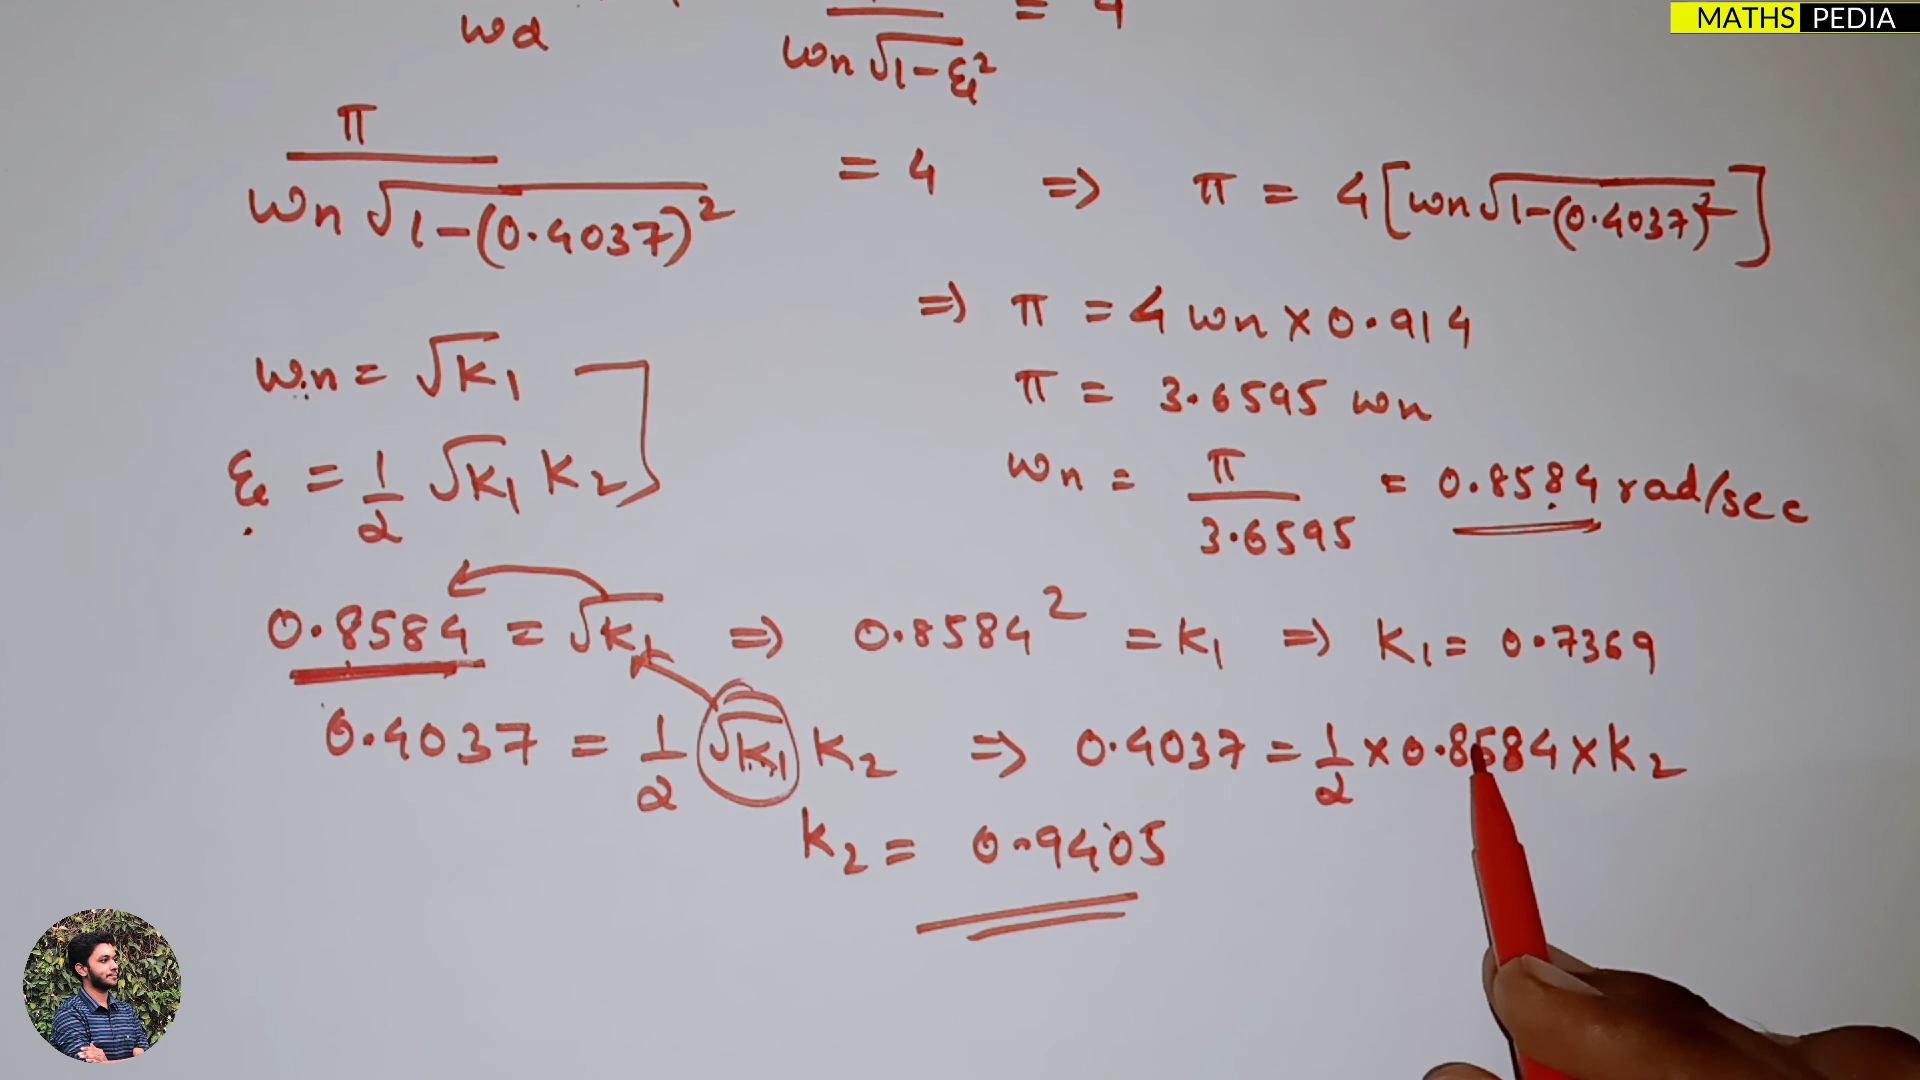 MATHS PEDIA
ωd
ωn √1-ξ² = 4
π / ωn √1-(0.4037)² = 4 ⇒ π = 4[ωn √1-(0.4037)²]
⇒ π = 4 ωn × 0.914
ωn = √K₁
π = 3.6595 ωn
ξ = 1/2 √K₁ K₂
ωn = π / 3.6595 = 0.8584 rad/sec
0.8584 = √K₁ ⇒ 0.8584² = K₁ ⇒ K₁ = 0.7369
0.4037 = 1/2 √K₁ K₂ ⇒ 0.4037 = 1/2 × 0.8584 × K₂
K₂ = 0.9405